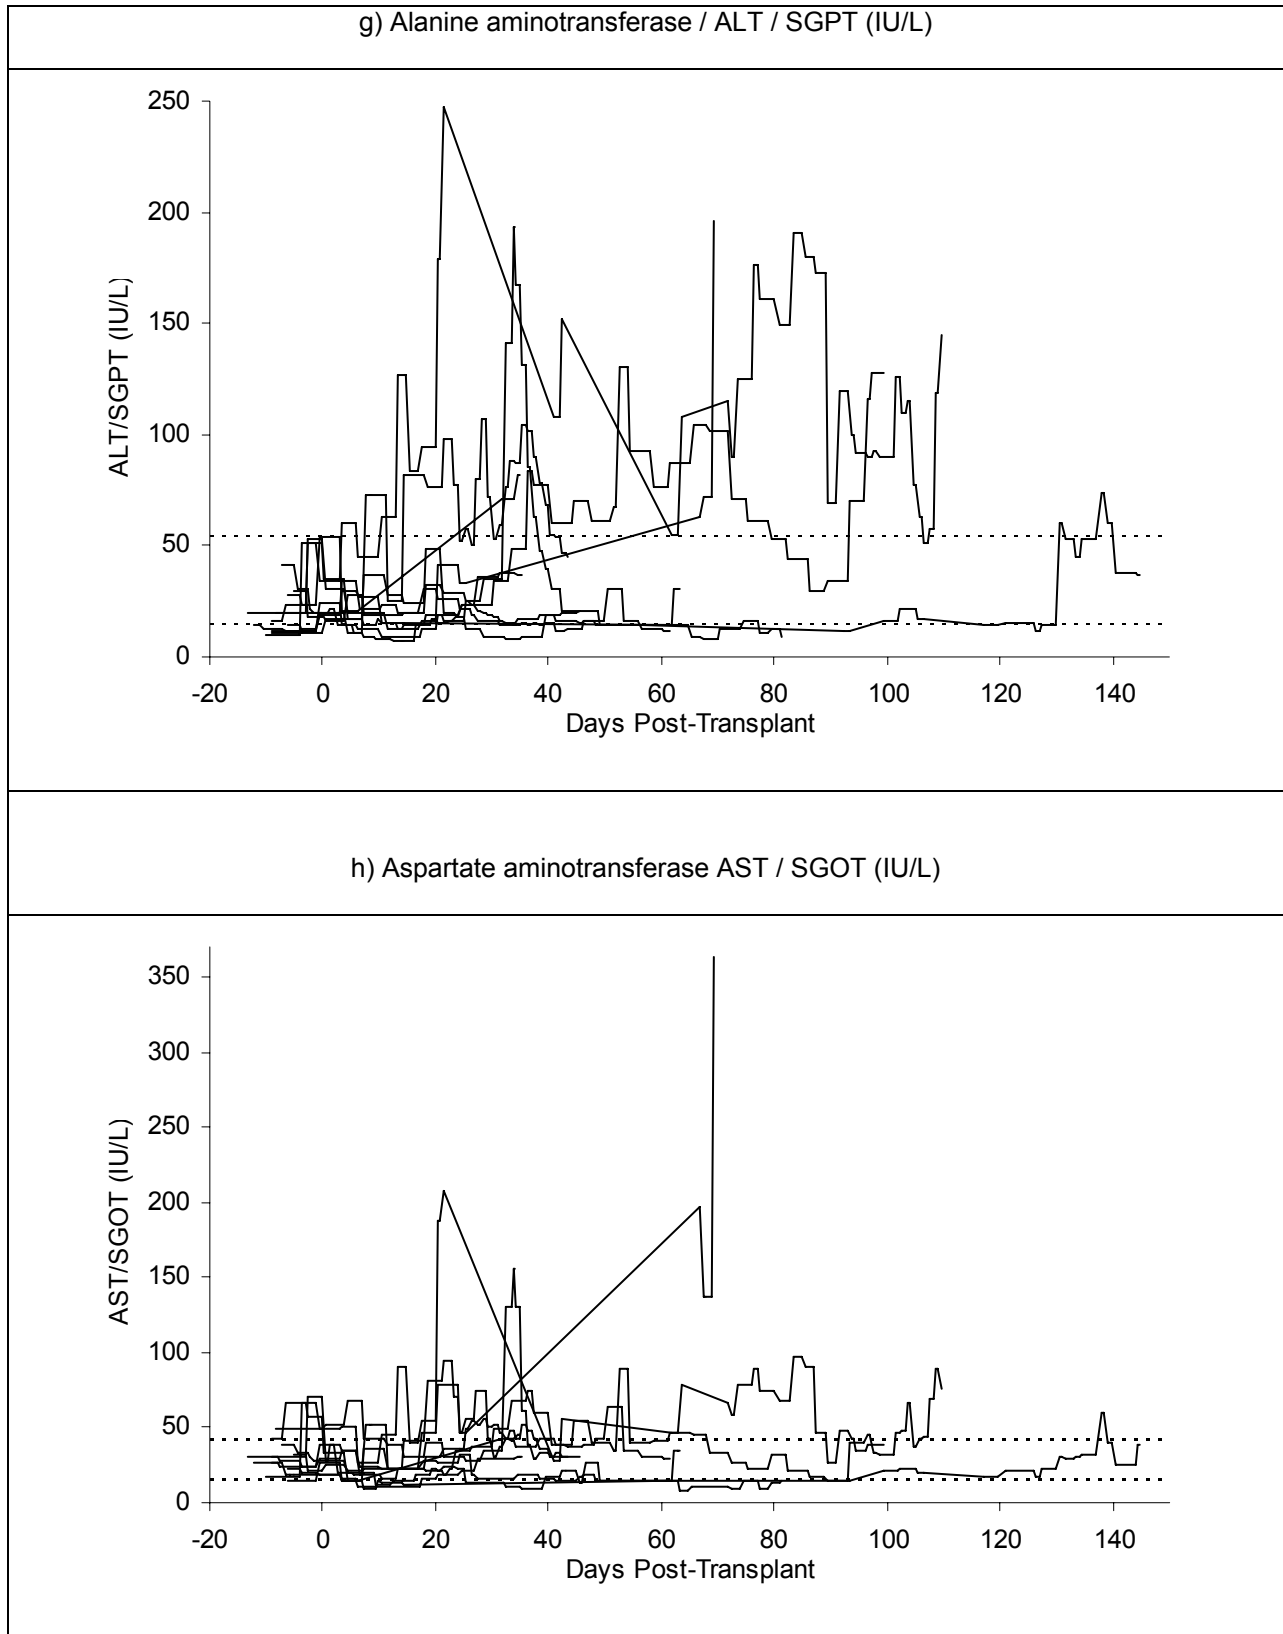 g) Alanine aminotransferase / ALT / SGPT (IU/L)
250
200
150
100
50
0
ALT/SGPT (IU/L)
-20 0 20 40 60 80 100 120 140
Days Post-Transplant
h) Aspartate aminotransferase AST / SGOT (IU/L)
350
300
250
200
150
100
50
0
AST/SGOT (IU/L)
-20 0 20 40 60 80 100 120 140
Days Post-Transplant